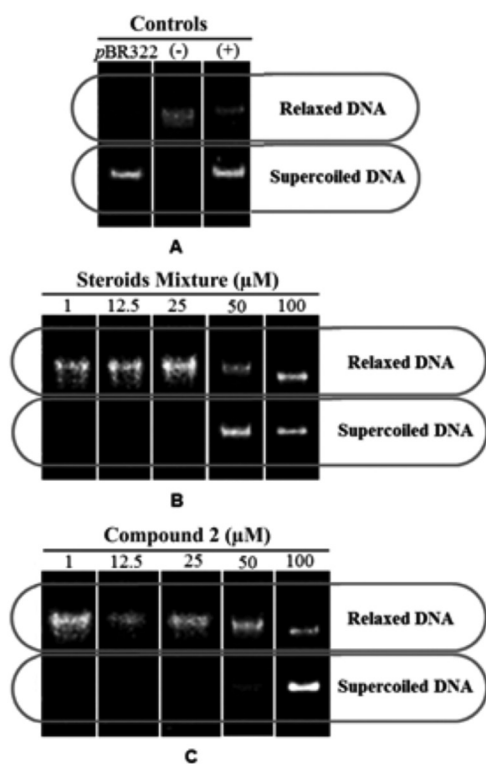 Controls
pBR322 (-) (+)
Relaxed DNA
Supercoiled DNA
A
Steroids Mixture (µM)
1 12.5 25 50 100
Relaxed DNA
Supercoiled DNA
B
Compound 2 (µM)
1 12.5 25 50 100
Relaxed DNA
Supercoiled DNA
C